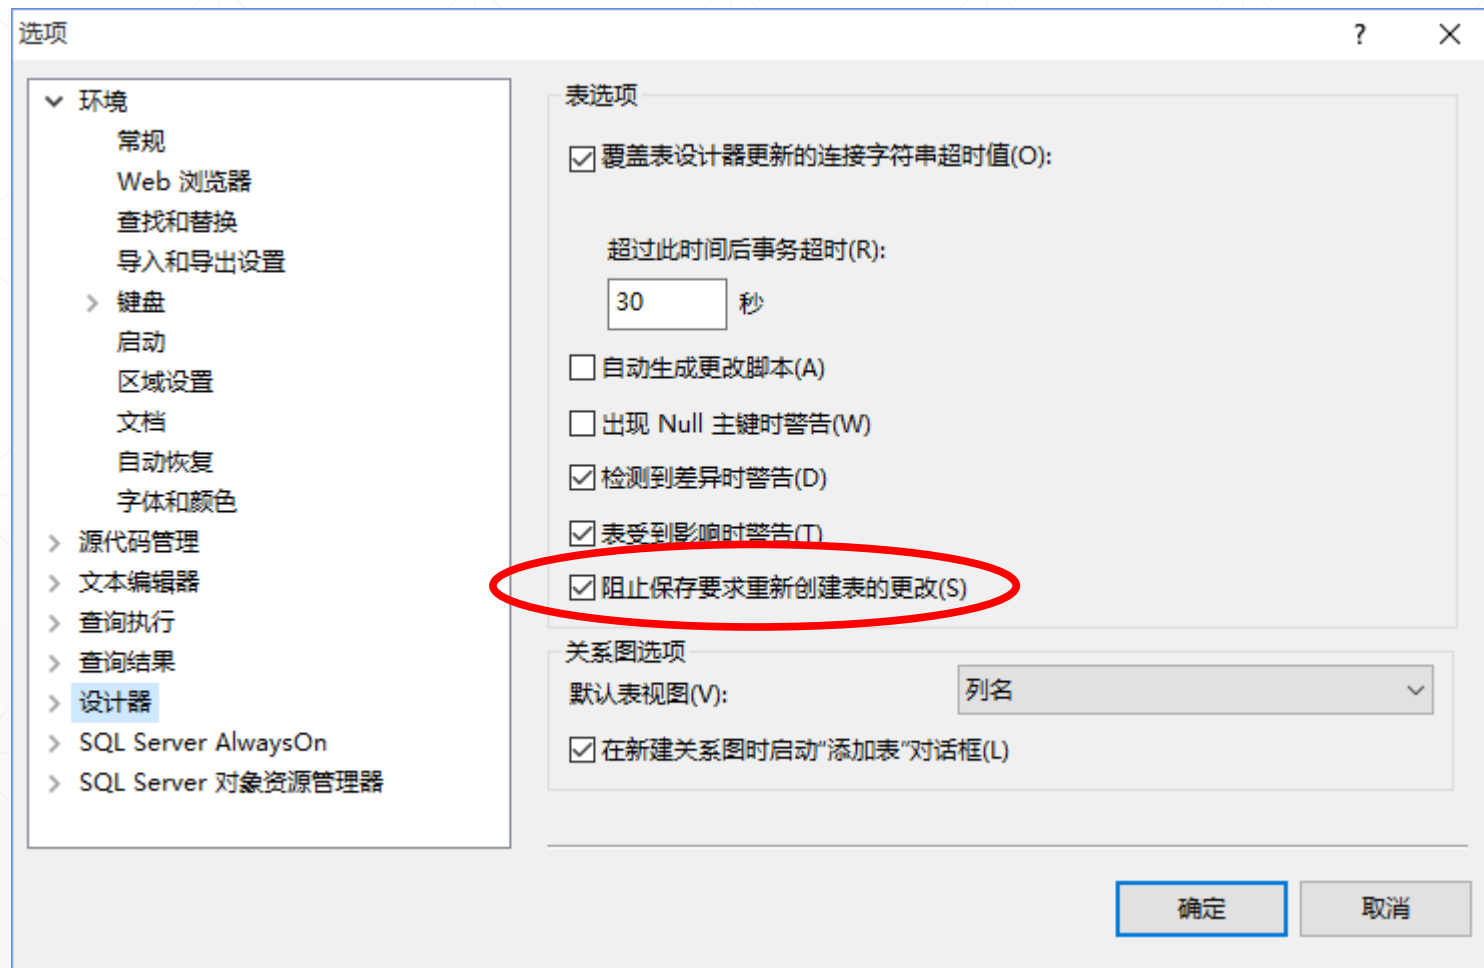 选项
环境
常规
Web 浏览器
查找和替换
导入和导出设置
键盘
启动
区域设置
文档
自动恢复
字体和颜色
源代码管理
文本编辑器
查询执行
查询结果
设计器
SQL Server AlwaysOn
SQL Server 对象资源管理器
表选项
覆盖表设计器更新的连接字符串超时值(O):
超过此时间后事务超时(R):
30 秒
自动生成更改脚本(A)
出现 Null 主键时警告(W)
检测到差异时警告(D)
表受到影响时警告(T)
阻止保存要求重新创建表的更改(S)
关系图选项
默认表视图(V): 列名
在新建关系图时启动“添加表”对话框(L)
确定 取消